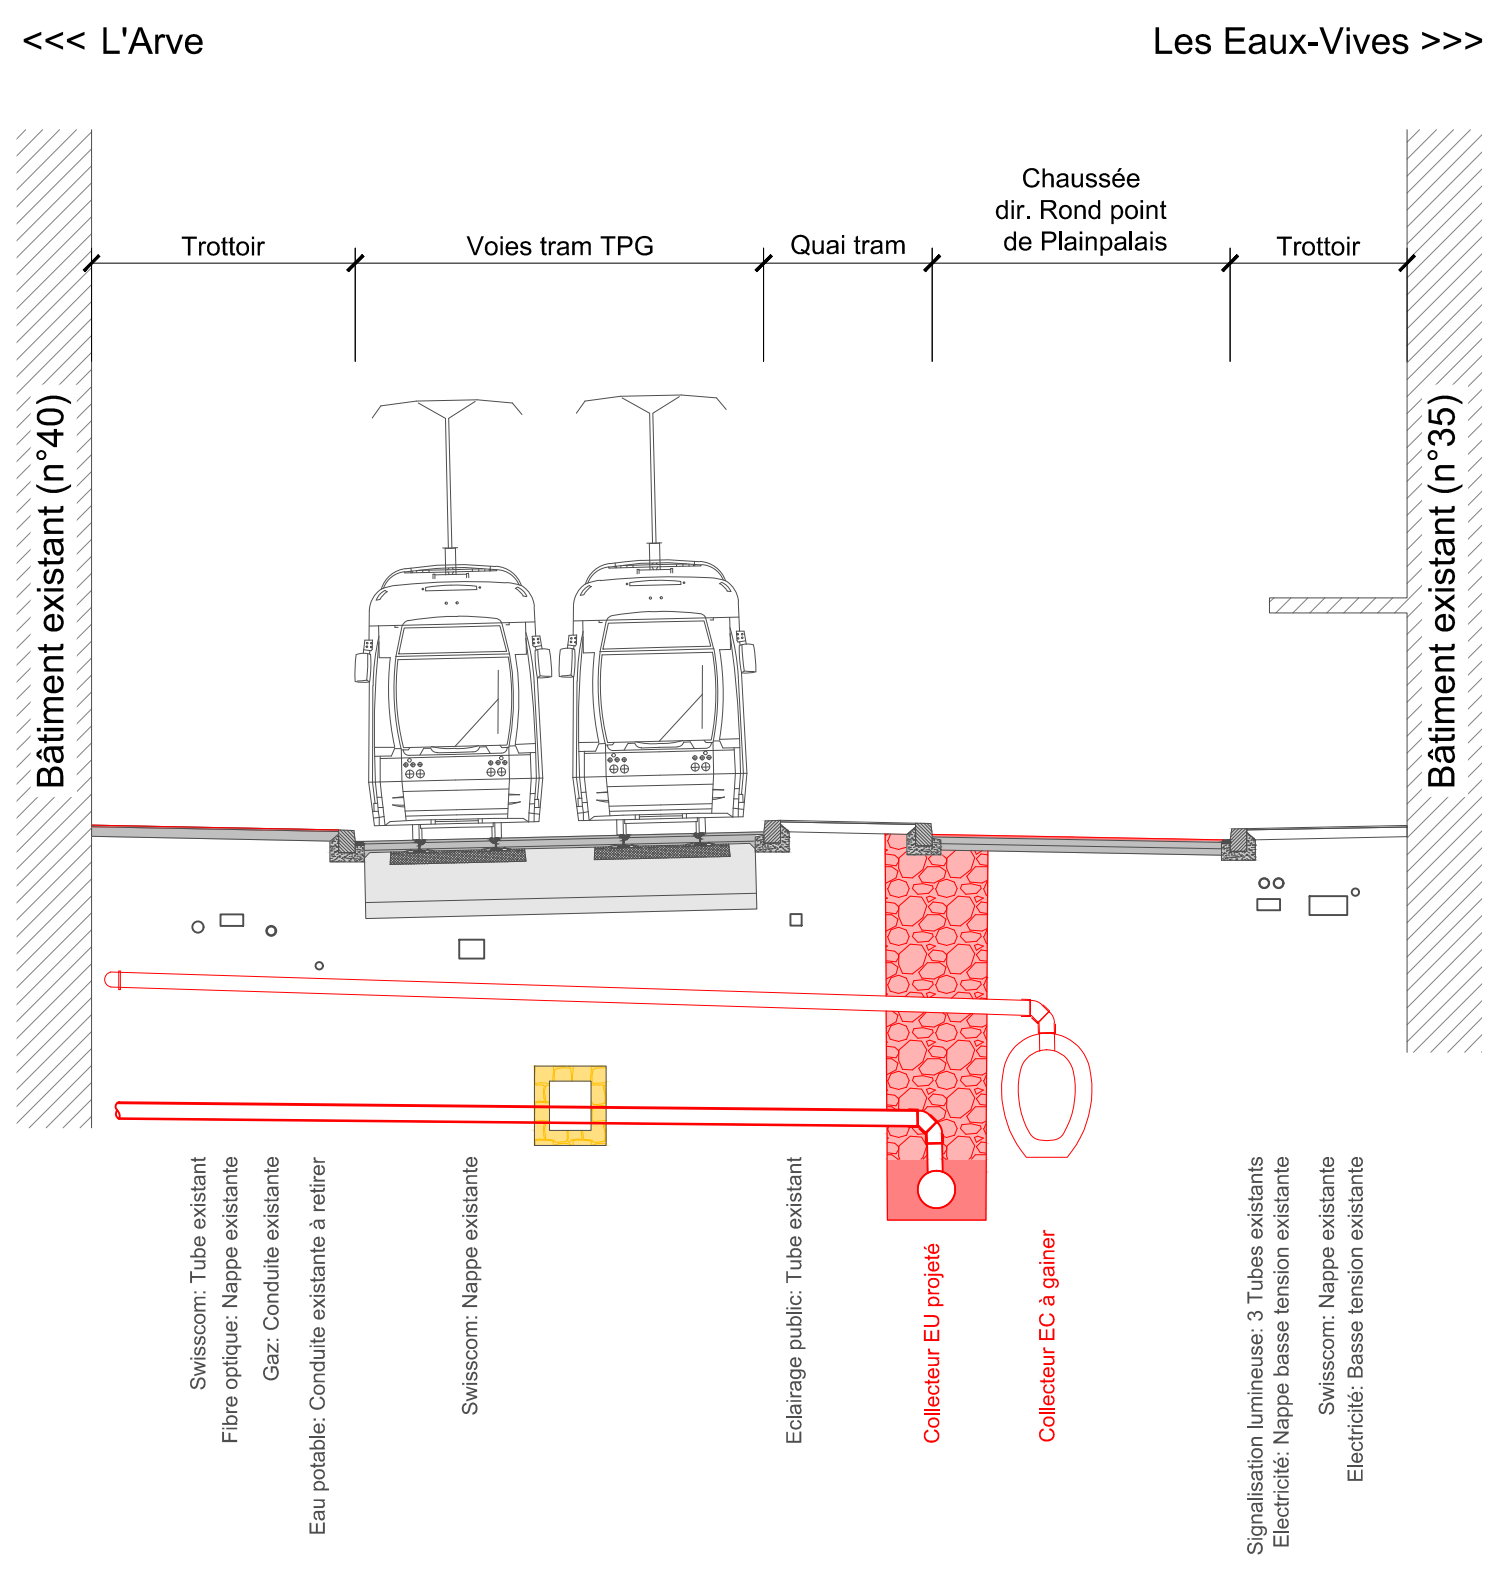 <<< L'Arve
Les Eaux-Vives >>>
Trottoir
Voies tram TPG
Quai tram
Chaussée
dir. Rond point
de Plainpalais
Trottoir
Bâtiment existant (n°40)
Bâtiment existant (n°35)
Swisscom: Tube existant
Fibre optique: Nappe existante
Gaz: Conduite existante
Eau potable: Conduite existante à retirer
Swisscom: Nappe existante
Eclairage public: Tube existant
Collecteur EU projeté
Collecteur EC à gainer
Signalisation lumineuse: 3 Tubes existants
Electricité: Nappe basse tension existante
Swisscom: Nappe existante
Electricité: Basse tension existante